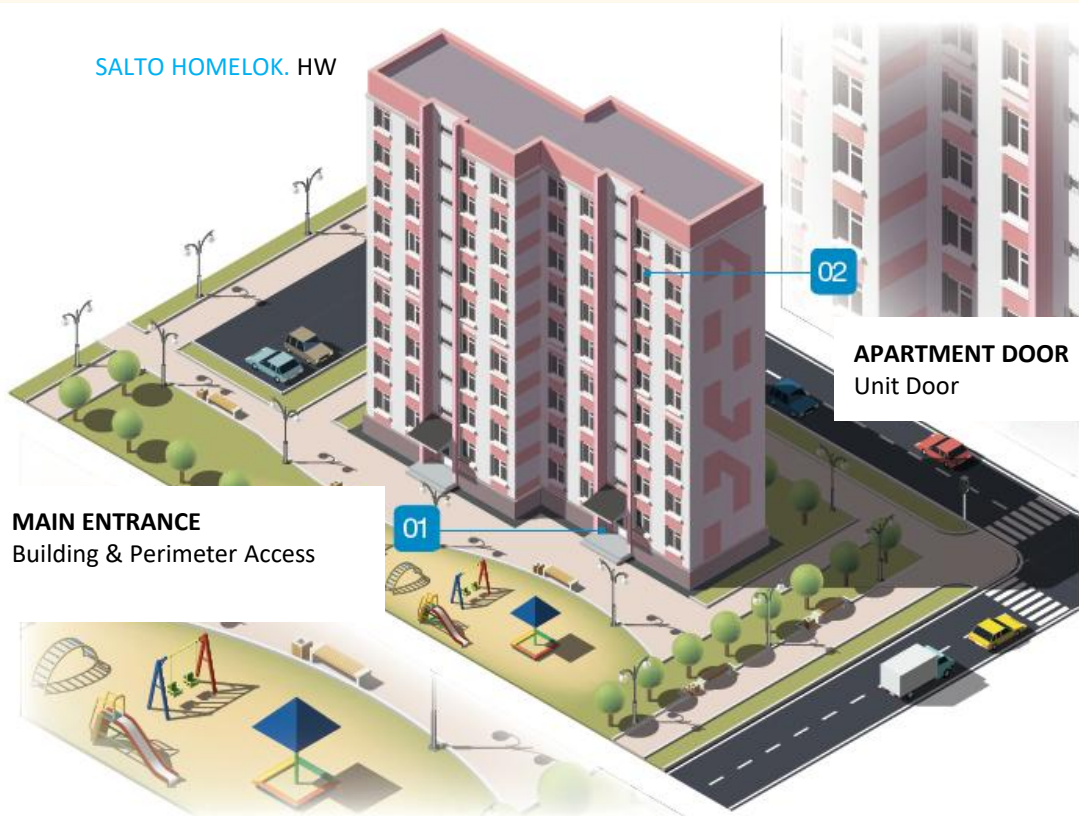 SALTO HOMELOK. HW
02
APARTMENT DOOR
Unit Door
MAIN ENTRANCE
Building & Perimeter Access
01